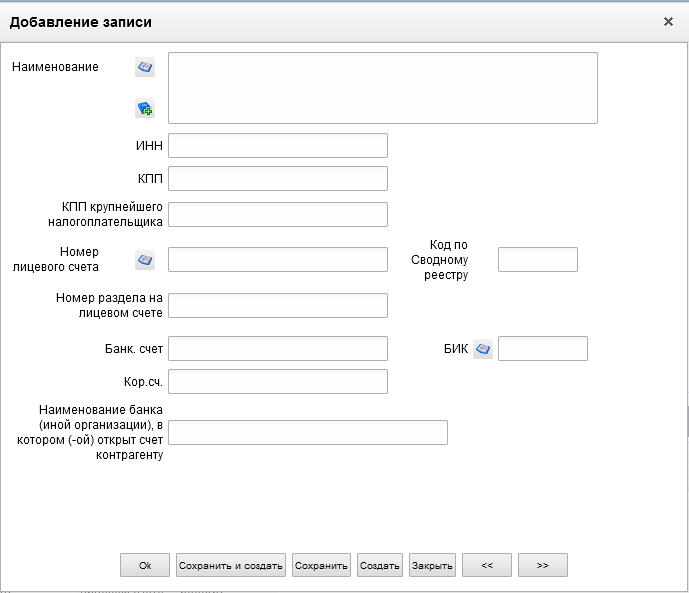 Добавление записи
Наименование
ИНН
КПП
КПП крупнейшего
налогоплательщика
Номер
лицевого счета
Код по
Сводному
реестру
Номер раздела на
лицевом счете
Банк. счет
БИК
Кор.сч.
Наименование банка
(иной организации), в
котором (-ой) открыт счет
контрагенту
Ok Сохранить и создать Сохранить Создать Закрыть << >>